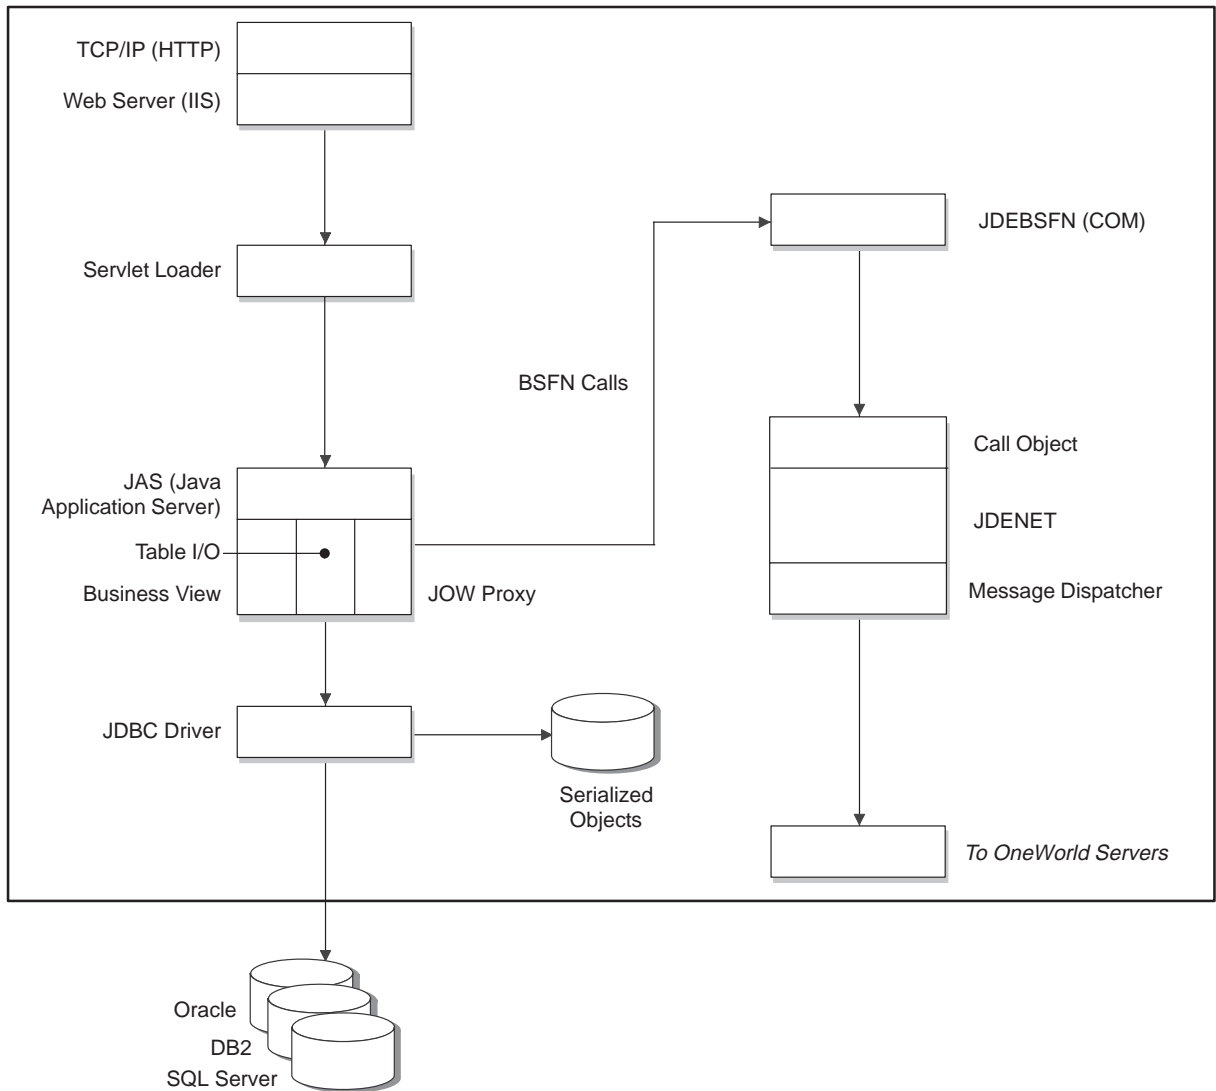 TCP/IP (HTTP)
Web Server (IIS)
JDEBSFN (COM)
Servlet Loader
BSFN Calls
Call Object
JAS (Java
Application Server)
JDENET
Table I/O
Business View
JOW Proxy
Message Dispatcher
JDBC Driver
Serialized
Objects
To OneWorld Servers
Oracle
DB2
SQL Server